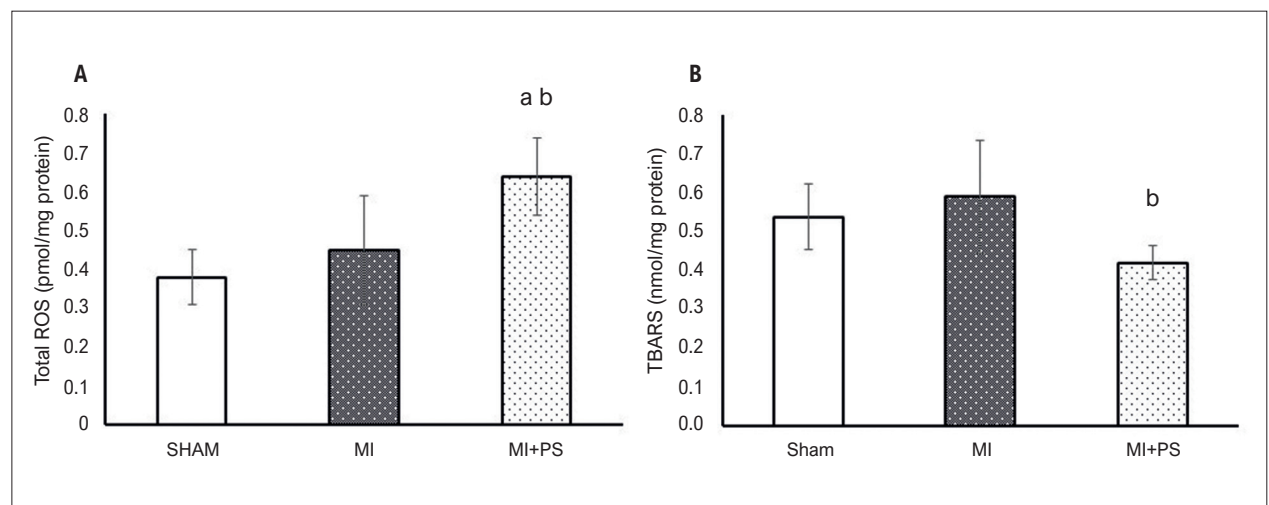 A
a b
Total ROS (pmol/mg protein)
0.8
0.7
0.6
0.5
0.4
0.3
0.2
0.1
0
SHAM MI MI+PS
B
b
TBARS (nmol/mg protein)
0.8
0.7
0.6
0.5
0.4
0.3
0.2
0.1
0.0
Sham MI MI+PS